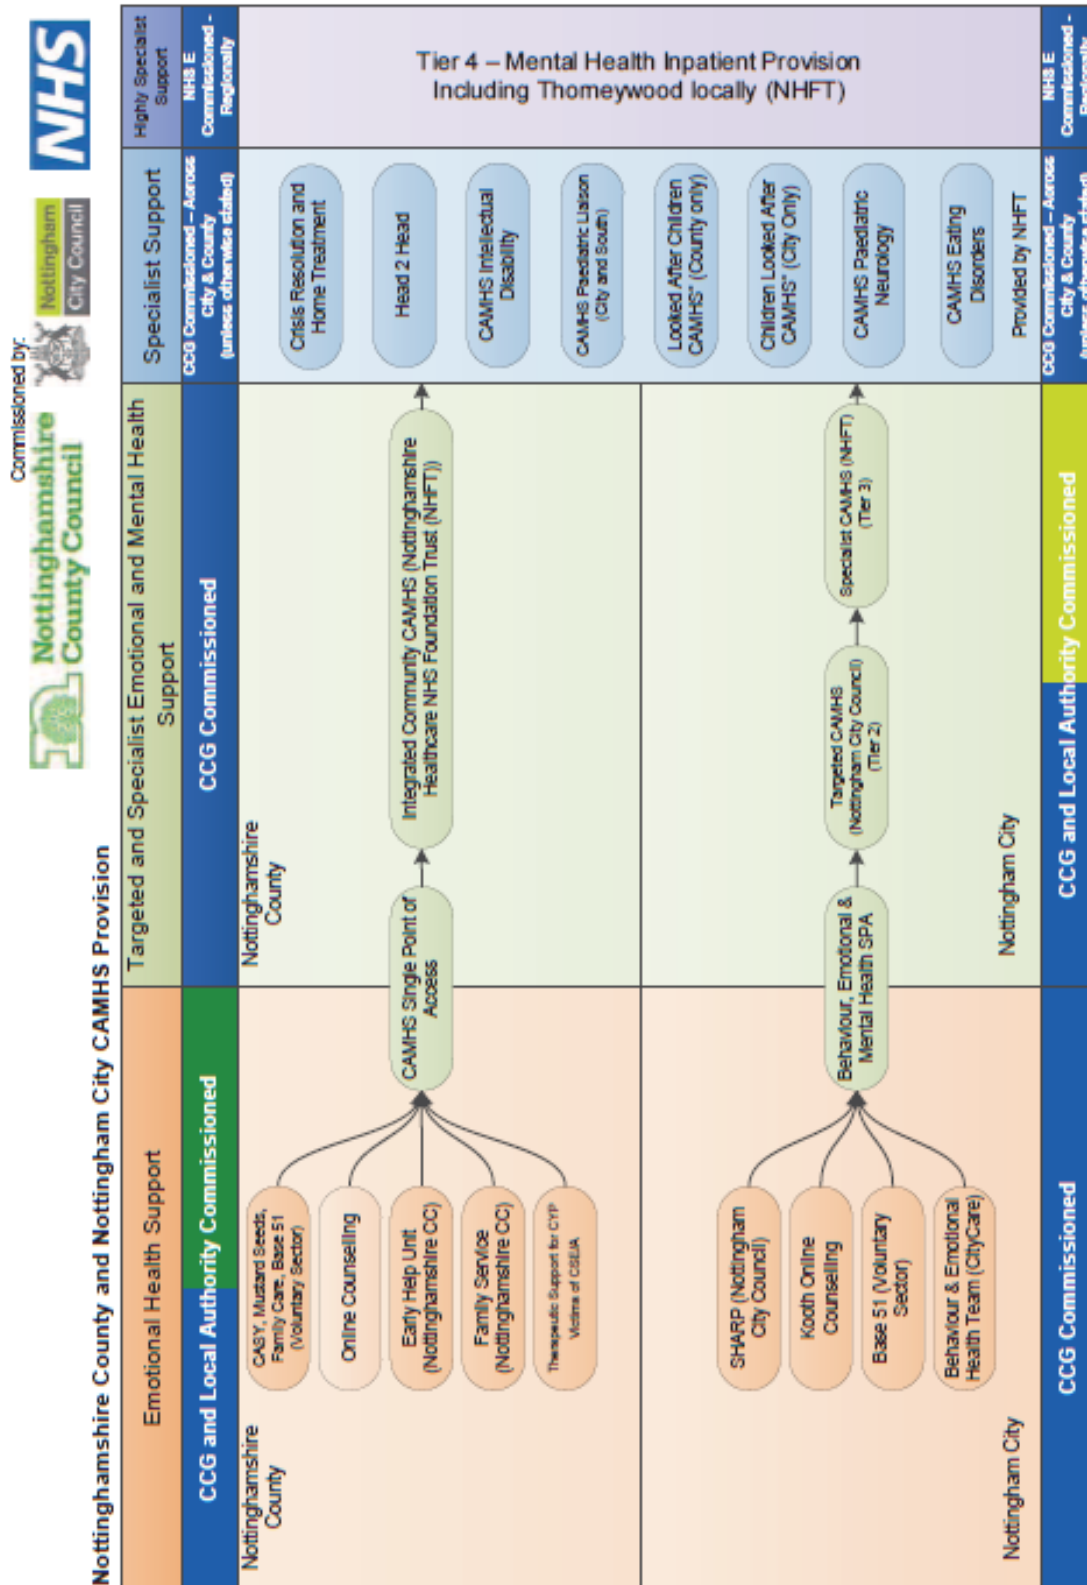 Commissioned by:
Nottinghamshire
County Council
Nottingham
City Council
NHS
Nottinghamshire County and Nottingham City CAMHS Provision
Emotional Health Support
Targeted and Specialist Emotional and Mental Health
Support
Specialist Support
Highly Specialist
Support
CCG and Local Authority Commissioned
CCG Commissioned
CCG Commissioned – Across
City & County
(unless otherwise stated)
NHS E
Commissioned -
Regionally
Nottinghamshire
County
CASY, Mustard Seeds,
Family Care, Base 51
(Voluntary Sector)
Online Counselling
Early Help Unit
(Nottinghamshire CC)
Family Service
(Nottinghamshire CC)
Therapeutic Support for CYP
Victims of CSE/A
CAMHS Single Point of
Access
Nottinghamshire
County
Integrated Community CAMHS (Nottinghamshire
Healthcare NHS Foundation Trust (NHFT))
Nottingham City
SHARP (Nottingham
City Council)
Kooth Online
Counselling
Base 51 (Voluntary
Sector)
Behaviour & Emotional
Health Team (CityCare)
Behaviour, Emotional &
Mental Health SPA
Nottingham City
Targeted CAMHS
(Nottingham City Council)
(Tier 2)
Specialist CAMHS (NHFT)
(Tier 3)
Crisis Resolution and
Home Treatment
Head 2 Head
CAMHS Intellectual
Disability
CAMHS Paediatric Liaison
(City and South)
Looked After Children
CAMHS* (County only)
Children Looked After
CAMHS* (City Only)
CAMHS Paediatric
Neurology
CAMHS Eating
Disorders
Provided by NHFT
Tier 4 – Mental Health Inpatient Provision
Including Thorneywood locally (NHFT)
CCG Commissioned
CCG and Local Authority Commissioned
CCG Commissioned – Across
City & County
(unless otherwise stated)
NHS E
Commissioned -
Regionally